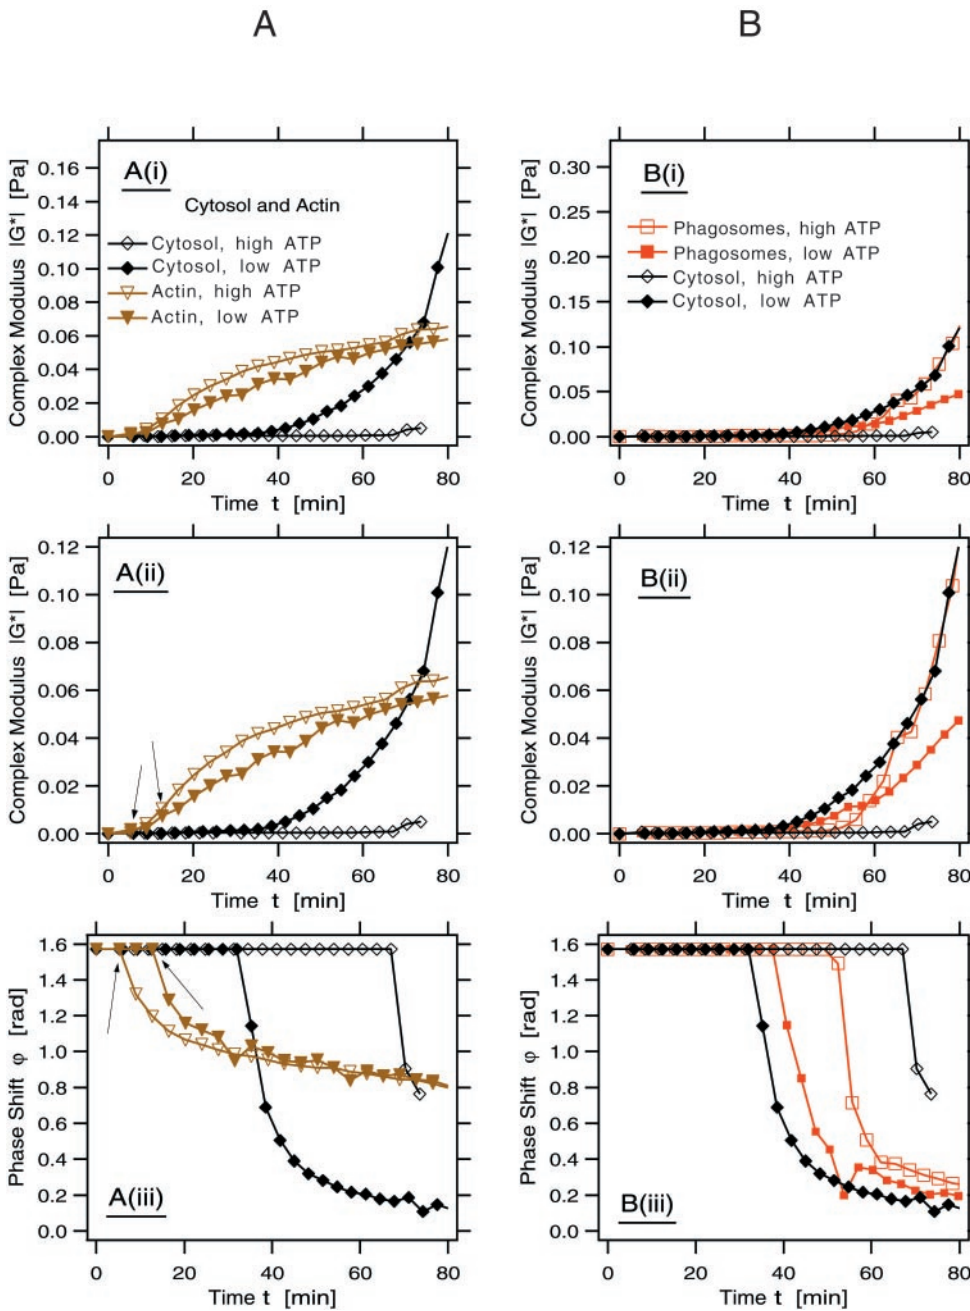 A
B
A(i)
Cytosol and Actin
Cytosol, high ATP
Cytosol, low ATP
Actin, high ATP
Actin, low ATP
Complex Modulus |G*| [Pa]
0.16
0.14
0.12
0.10
0.08
0.06
0.04
0.02
0.00
0 20 40 60 80
Time t [min]
B(i)
Phagosomes, high ATP
Phagosomes, low ATP
Cytosol, high ATP
Cytosol, low ATP
Complex Modulus |G*| [Pa]
0.30
0.25
0.20
0.15
0.10
0.05
0.00
0 20 40 60 80
Time t [min]
A(ii)
Complex Modulus |G*| [Pa]
0.12
0.10
0.08
0.06
0.04
0.02
0.00
0 20 40 60 80
Time t [min]
B(ii)
Complex Modulus |G*| [Pa]
0.12
0.10
0.08
0.06
0.04
0.02
0.00
0 20 40 60 80
Time t [min]
A(iii)
Phase Shift φ [rad]
1.6
1.4
1.2
1.0
0.8
0.6
0.4
0.2
0.0
0 20 40 60 80
Time t [min]
B(iii)
Phase Shift φ [rad]
1.6
1.4
1.2
1.0
0.8
0.6
0.4
0.2
0.0
0 20 40 60 80
Time t [min]